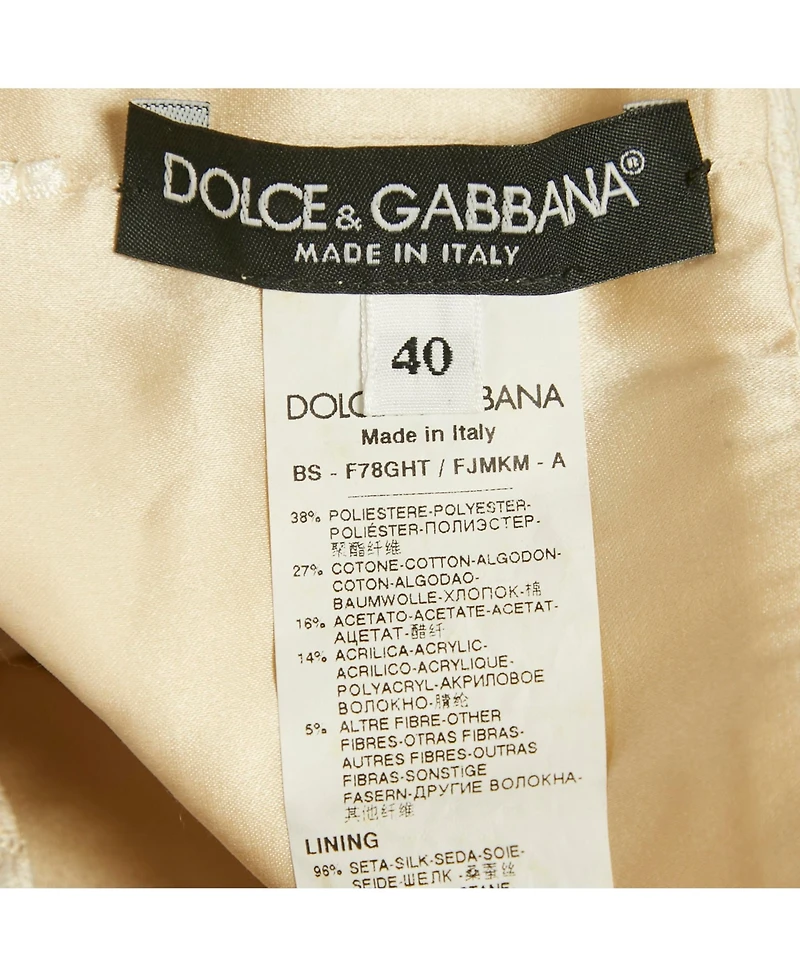 DOLCE & GABBANA®
MADE IN ITALY
40
DOLC BANA
Made in Italy
BS - F78GHT / FJMKM - A
38% POLIESTERE-POLYESTER-
POLIÉSTER-ПОЛИЭСТЕР-
聚酯纤维
27% COTONE-COTTON-ALGODON-
COTON-ALGODAO-
BAUMWOLLE-ХЛОПОК-棉
16% ACETATO-ACETATE-ACETAT-
АЦЕТАТ-醋纤
14% ACRILICA-ACRYLIC-
ACRILICO-ACRYLIQUE-
POLYACRYL-АКРИЛОВОЕ
ВОЛОКНО-腈纶
5% ALTRE FIBRE-OTHER
FIBRES-OTRAS FIBRAS-
AUTRES FIBRES-OUTRAS
FIBRAS-SONSTIGE
FASERN-ДРУГИЕ ВОЛОКНА-
其他纤维
LINING
96% SETA-SILK-SEDA-SOIE-
SEIDE-ШЕЛК-桑蚕丝